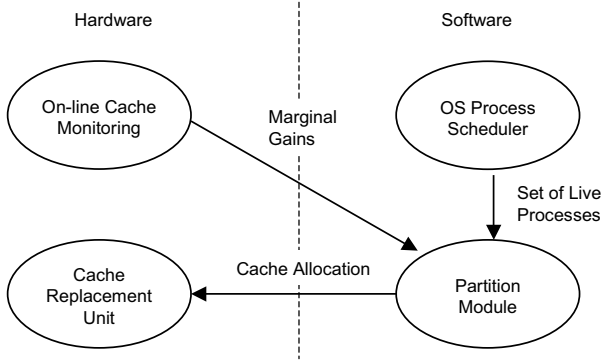 Hardware
Software
On-line Cache
Monitoring
Marginal
Gains
OS Process
Scheduler
Set of Live
Processes
Cache Allocation
Cache
Replacement
Unit
Partition
Module